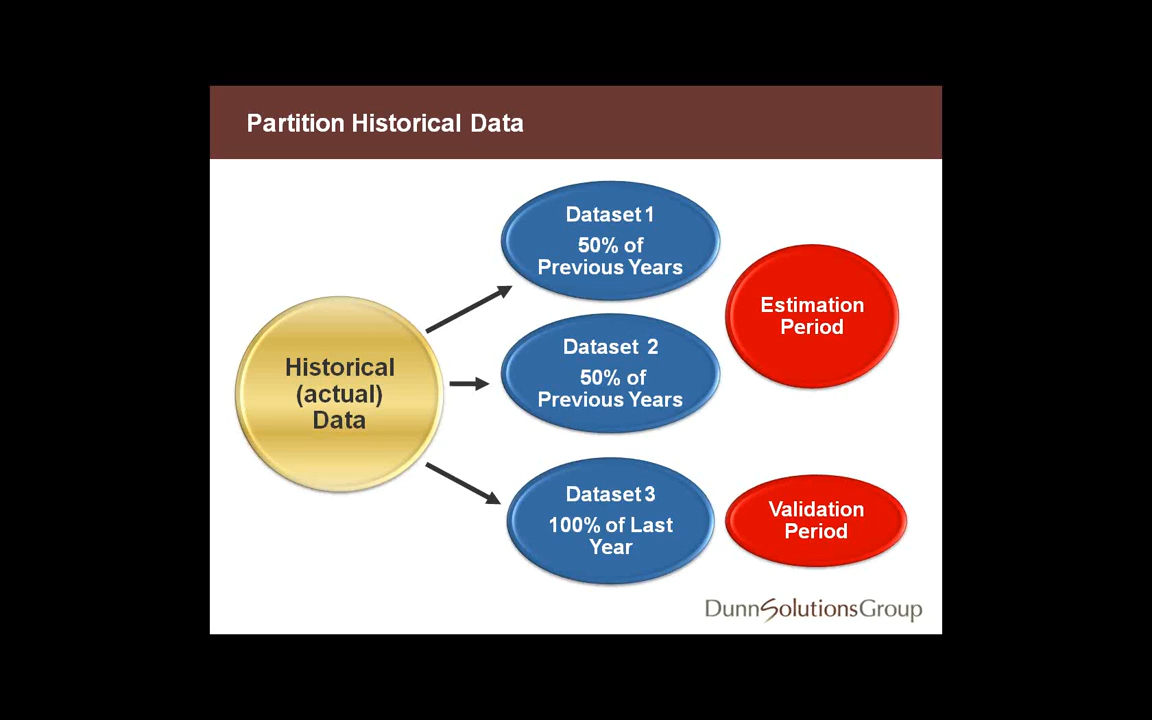 Partition Historical Data
Historical
(actual)
Data
Dataset 1
50% of
Previous Years
Dataset 2
50% of
Previous Years
Dataset 3
100% of Last
Year
Estimation
Period
Validation
Period
DunnSolutionsGroup